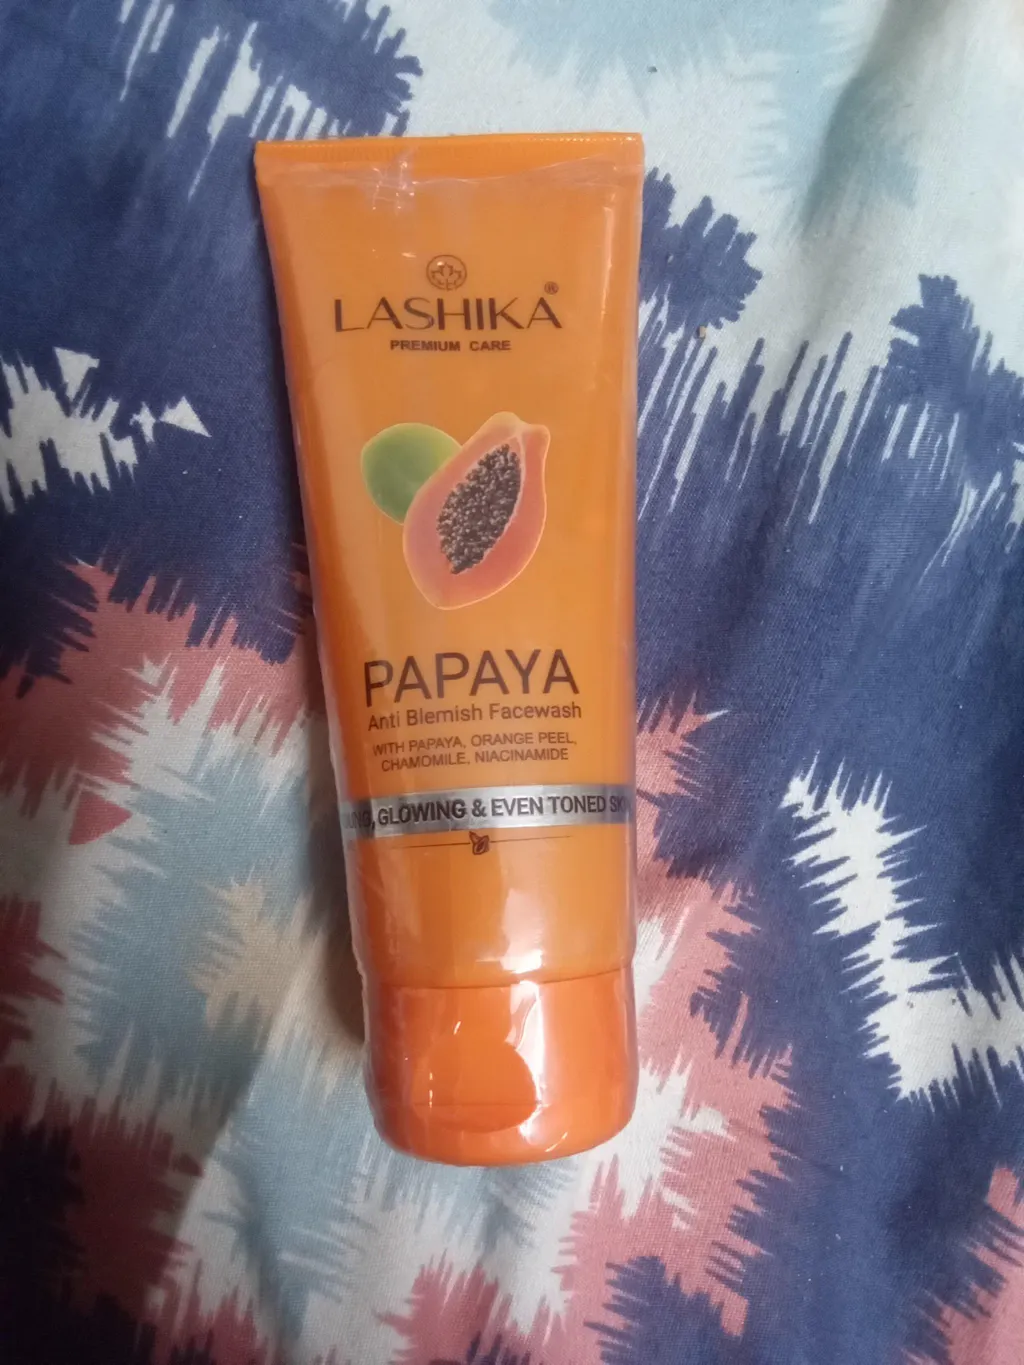 LASHIKA®
PREMIUM CARE
PAPAYA
Anti Blemish Facewash
WITH PAPAYA, ORANGE PEEL,
CHAMOMILE, NIACINAMIDE
GLOWING & EVEN TONED